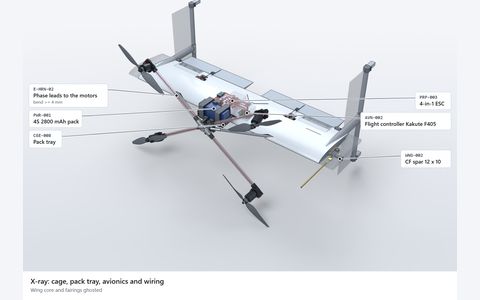 E-HRN-02
Phase leads to the motors
bend >= 4 mm
PWR-003
4S 2800 mAh pack
CGE-008
Pack tray
PRP-003
4-in-1 ESC
AVN-002
Flight controller Kakute F405
WNG-002
CF spar 12 x 10
X-ray: cage, pack tray, avionics and wiring
Wing core and fairings ghosted